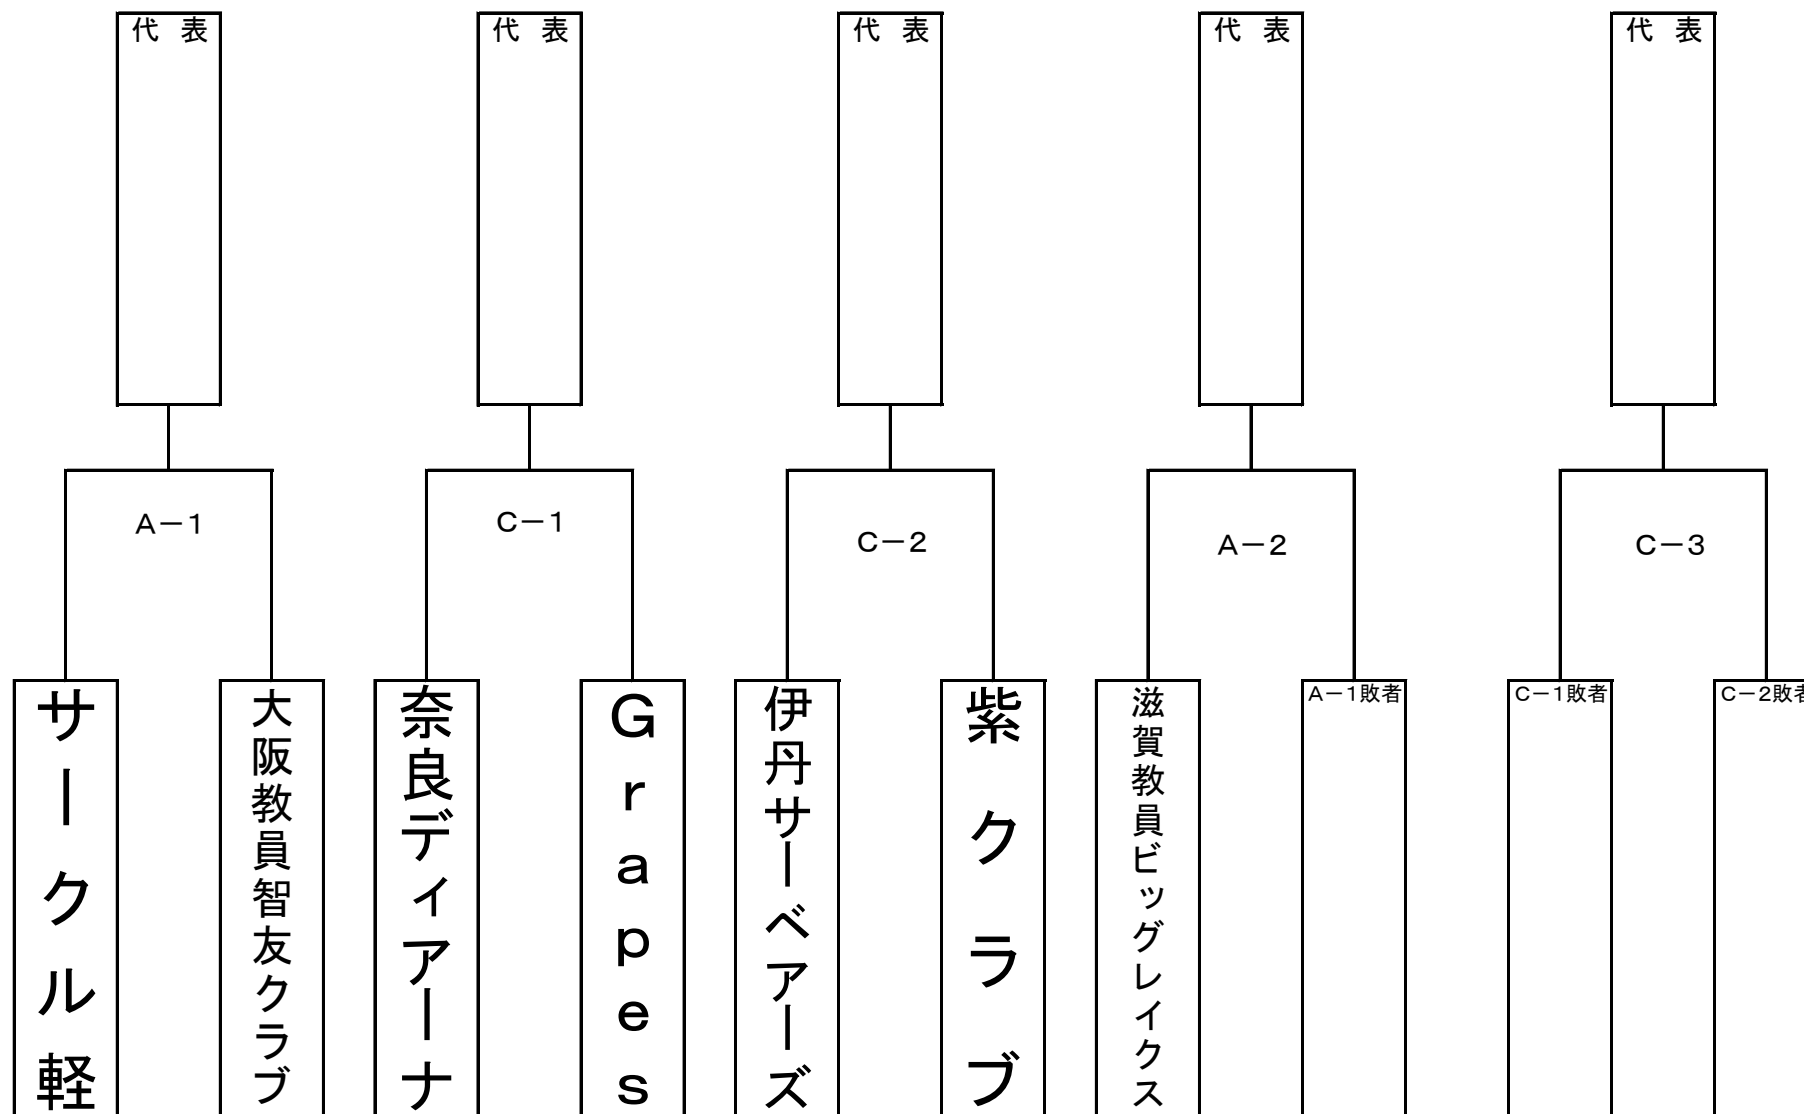 代 表
代 表
代 表
代 表
代 表
A－1
C－1
C－2
A－2
C－3
サークル軽
大阪教員智友クラブ
奈良ディアーナ
Grapes
伊丹サーベアーズ
紫クラブ
滋賀教員ビッグレイクス
A－1敗者
C－1敗者
C－2敗者